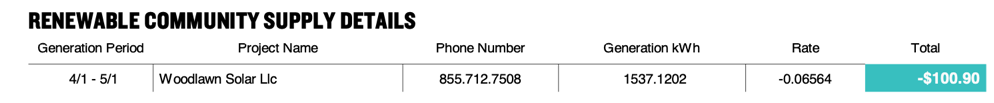 RENEWABLE COMMUNITY SUPPLY DETAILS
Generation Period Project Name Phone Number Generation kWh Rate Total
4/1 - 5/1 Woodlawn Solar Llc 855.712.7508 1537.1202 -0.06564 -$100.90